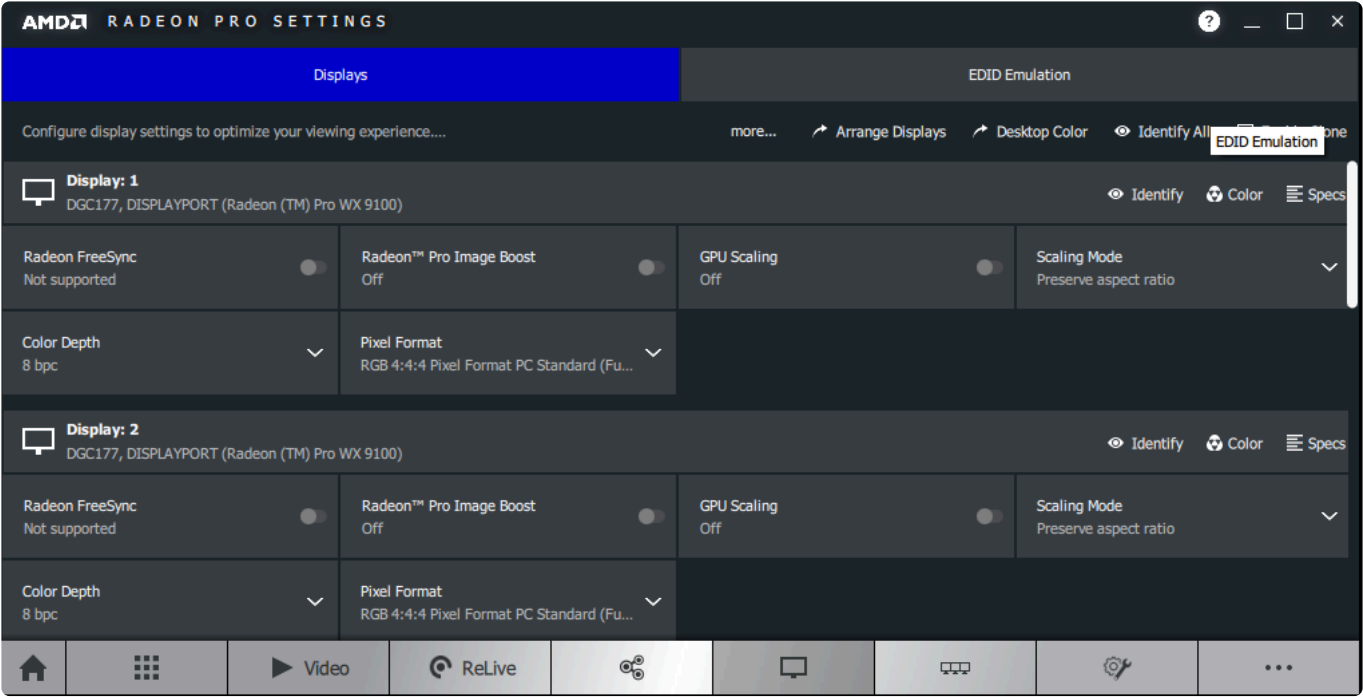 AMD RADEON PRO SETTINGS ?
Displays EDID Emulation
Configure display settings to optimize your viewing experience.... more... Arrange Displays Desktop Color Identify All
EDID Emulation
Display: 1
DGC177, DISPLAYPORT (Radeon (TM) Pro WX 9100) Identify Color Specs
Radeon FreeSync
Not supported
Radeon™ Pro Image Boost
Off
GPU Scaling
Off
Scaling Mode
Preserve aspect ratio
Color Depth
8 bpc
Pixel Format
RGB 4:4:4 Pixel Format PC Standard (Fu...
Display: 2
DGC177, DISPLAYPORT (Radeon (TM) Pro WX 9100) Identify Color Specs
Radeon FreeSync
Not supported
Radeon™ Pro Image Boost
Off
GPU Scaling
Off
Scaling Mode
Preserve aspect ratio
Color Depth
8 bpc
Pixel Format
RGB 4:4:4 Pixel Format PC Standard (Fu...
Video ReLive